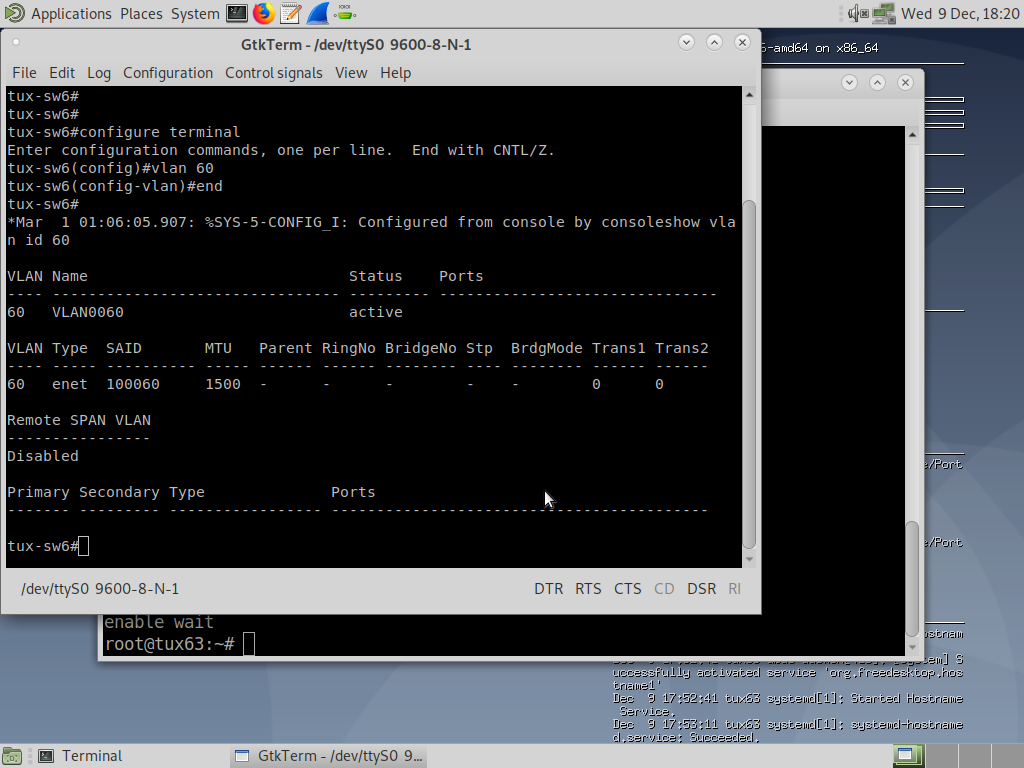 Applications Places System Wed 9 Dec, 18:20
GtkTerm - /dev/ttyS0 9600-8-N-1
-amd64 on x86_64
File Edit Log Configuration Control signals View Help
tux-sw6#
tux-sw6#
tux-sw6#configure terminal
Enter configuration commands, one per line.  End with CNTL/Z.
tux-sw6(config)#vlan 60
tux-sw6(config-vlan)#end
tux-sw6#
*Mar  1 01:06:05.907: %SYS-5-CONFIG_I: Configured from console by consoleshow vla
n id 60
VLAN Name                             Status    Ports
---- -------------------------------- --------- -------------------------------
60   VLAN0060                         active
VLAN Type  SAID       MTU   Parent RingNo BridgeNo Stp  BrdgMode Trans1 Trans2
---- ----- ---------- ----- ------ ------ -------- ---- -------- ------ ------
60   enet  100060     1500  -      -      -        -    -        0      0
Remote SPAN VLAN
----------------
Disabled
Primary Secondary Type              Ports
------- --------- ----------------- ------------------------------------------
tux-sw6#
/dev/ttyS0 9600-8-N-1 DTR RTS CTS CD DSR RI
e/Port
e/Port
enable wait
root@tux63:~#
ostnam
] S
uccessfully activated service 'org.freedesktop.hos
tname1'
Dec  9 17:52:41 tux63 systemd[1]: Started Hostname
Service.
Dec  9 17:53:11 tux63 systemd[1]: systemd-hostname
d.service: Succeeded.
Terminal GtkTerm - /dev/ttyS0 9...